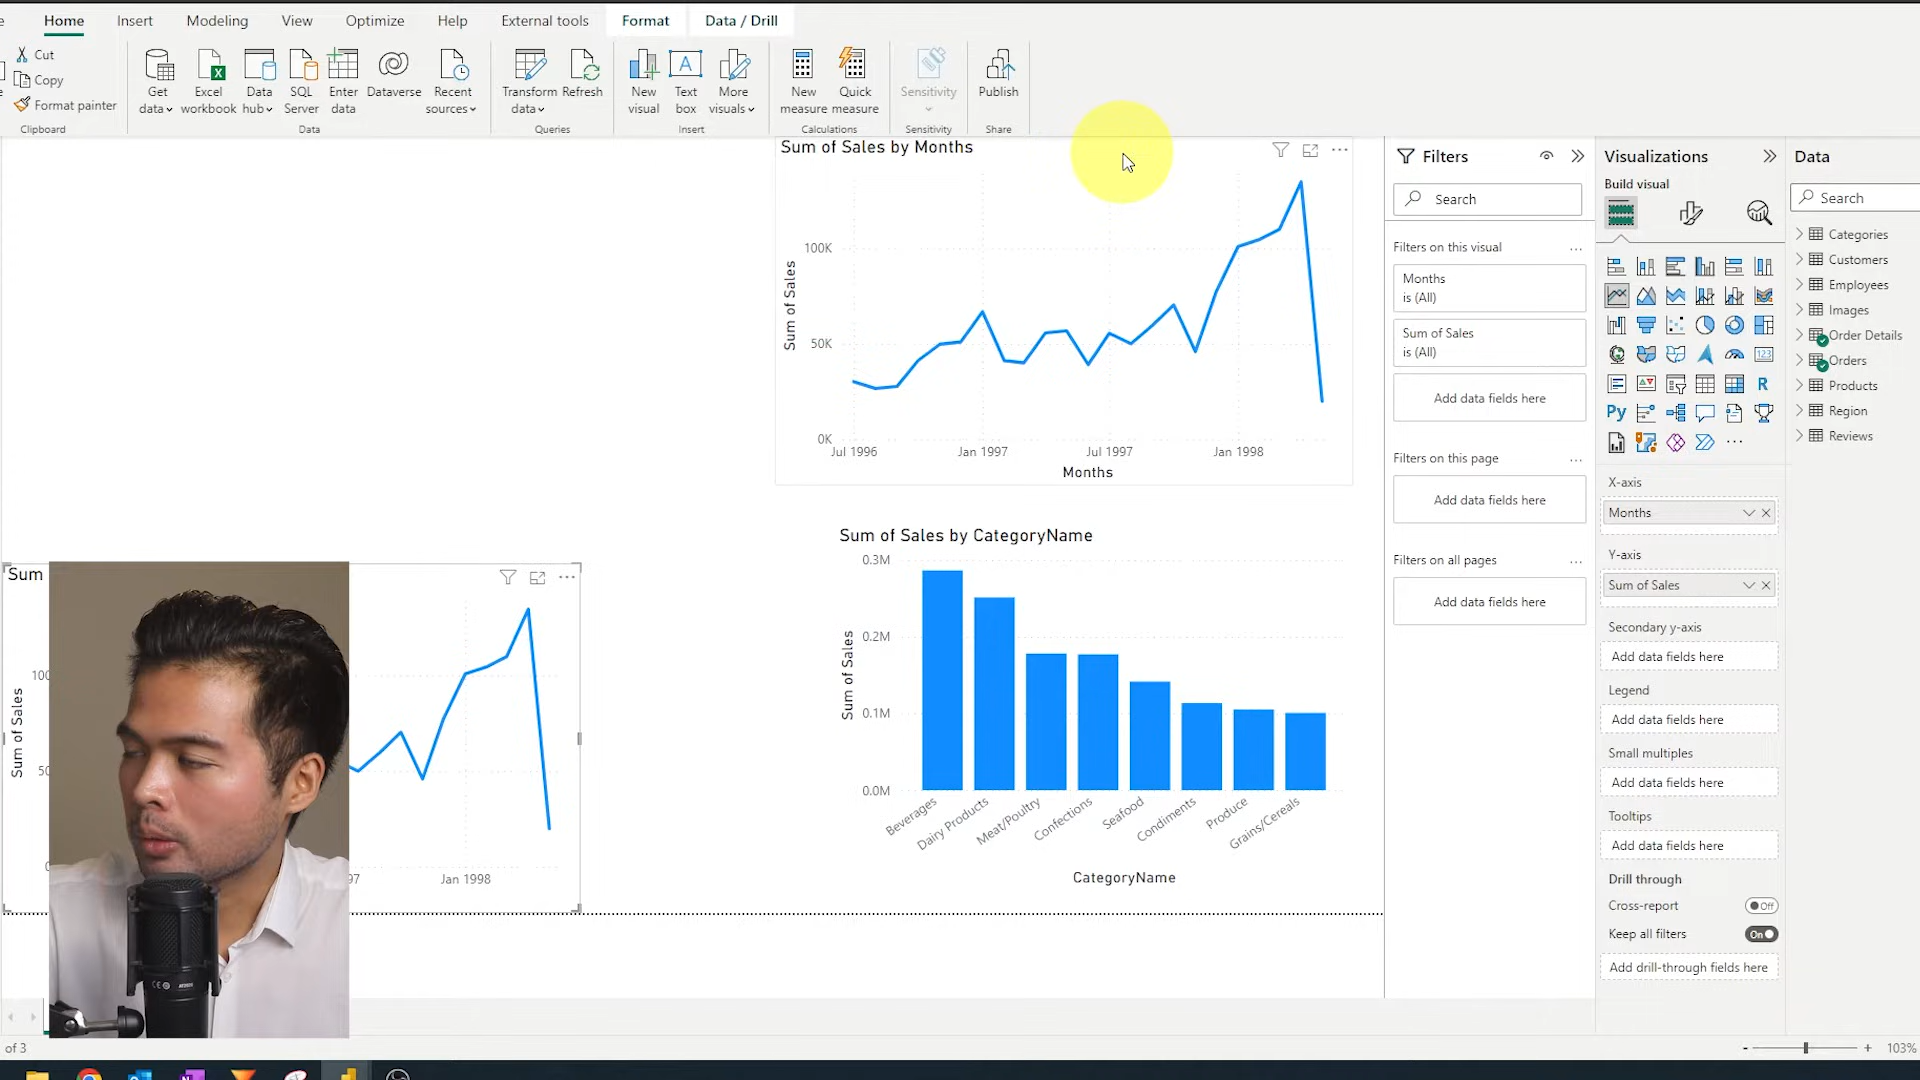 Home
Insert
Modeling
View
Optimize
Help
External tools
Format
Data / Drill
Cut
Copy
Format painter
Clipboard
Get data
Excel workbook
Data hub
SQL Server
Enter data
Dataverse
Recent sources
Data
Transform data
Refresh
Queries
New visual
Text box
More visuals
Insert
New measure
Quick measure
Calculations
Sensitivity
Sensitivity
Publish
Share
Sum of Sales by Months
Sum of Sales
100K
50K
0K
Jul 1996
Jan 1997
Jul 1997
Jan 1998
Months
Sum of Sales by CategoryName
Sum of Sales
0.3M
0.2M
0.1M
0.0M
Beverages
Dairy Products
Meat/Poultry
Confections
Seafood
Condiments
Produce
Grains/Cereals
CategoryName
Sum
Sum of Sales
100
50
0
97
Jan 1998
of 3
Filters
Search
Filters on this visual
Months
is (All)
Sum of Sales
is (All)
Add data fields here
Filters on this page
Add data fields here
Filters on all pages
Add data fields here
Visualizations
Build visual
123
R
Py
X-axis
Months
Y-axis
Sum of Sales
Secondary y-axis
Add data fields here
Legend
Add data fields here
Small multiples
Add data fields here
Tooltips
Add data fields here
Drill through
Cross-report
Off
Keep all filters
On
Add drill-through fields here
Data
Search
Categories
Customers
Employees
Images
Order Details
Orders
Products
Region
Reviews
- + 103%